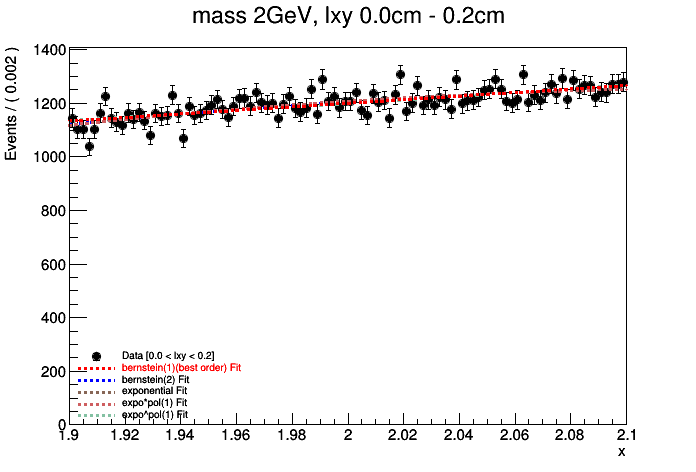 mass 2GeV, lxy 0.0cm - 0.2cm
Events / ( 0.002 )
1400
1200
1000
800
600
400
200
0
Data [0.0 < lxy < 0.2]
bernstein(1)(best order) Fit
bernstein(2) Fit
exponential Fit
expo*pol(1) Fit
expo^pol(1) Fit
1.9 1.92 1.94 1.96 1.98 2 2.02 2.04 2.06 2.08 2.1
x